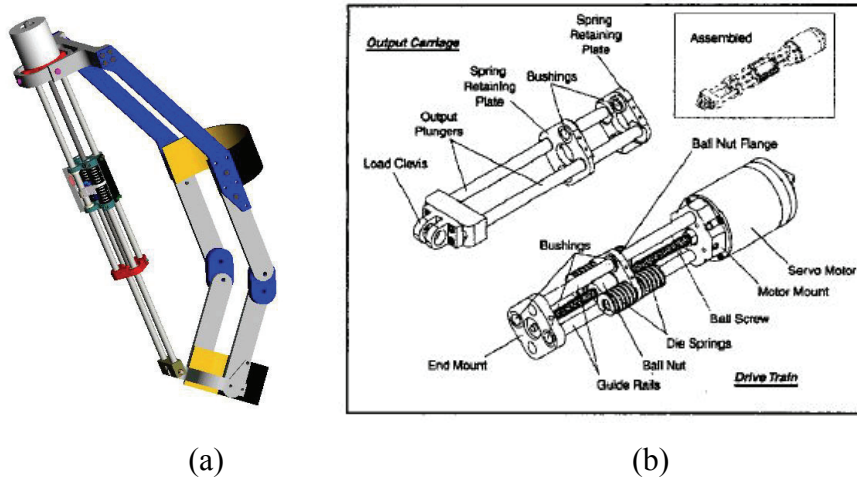 Output Carriage
Spring
Retaining
Plate
Bushings
Spring
Retaining
Plate
Assembled
Output
Plungers
Load Clevis
Ball Nut Flange
Bushings
Servo Motor
Motor Mount
Ball Screw
Die Springs
End Mount
Ball Nut
Guide Rails
Drive Train
(a)
(b)